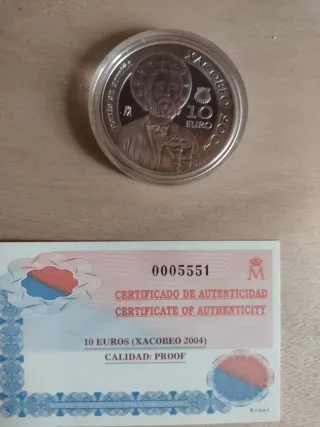 XACOBEO 2004
10
EURO
M
0005551
M
CERTIFICADO DE AUTENTICIDAD
CERTIFICATE OF AUTHENTICITY
10 EUROS (XACOBEO 2004)
CALIDAD: PROOF